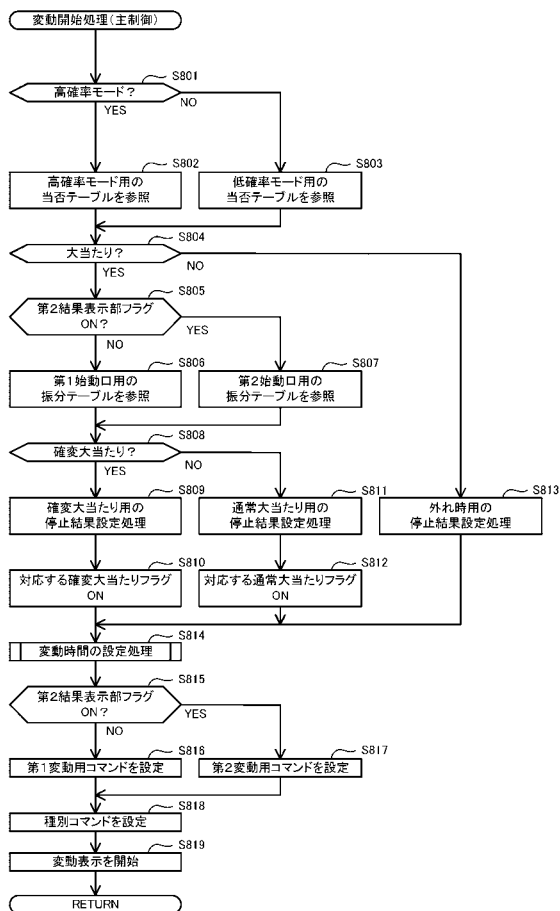 変動開始処理(主制御)
S801
高確率モード?
YES
NO
S802
高確率モード用の
当否テーブルを参照
S803
低確率モード用の
当否テーブルを参照
S804
大当たり?
YES
NO
S805
第2結果表示部フラグ
ON?
NO
YES
S806
第1始動口用の
振分テーブルを参照
S807
第2始動口用の
振分テーブルを参照
S808
確変大当たり?
YES
NO
S809
確変大当たり用の
停止結果設定処理
S811
通常大当たり用の
停止結果設定処理
S813
外れ時用の
停止結果設定処理
S810
対応する確変大当たりフラグ
ON
S812
対応する通常大当たりフラグ
ON
S814
変動時間の設定処理
S815
第2結果表示部フラグ
ON?
NO
YES
S816
第1変動用コマンドを設定
S817
第2変動用コマンドを設定
S818
種別コマンドを設定
S819
変動表示を開始
RETURN